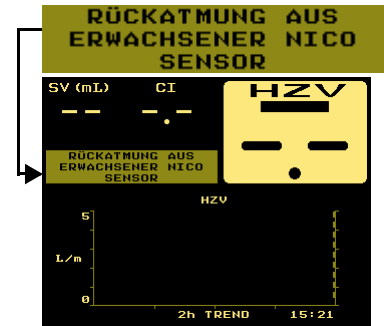 RÜCKATMUNG AUS
ERWACHSENER NICO
SENSOR
SV (mL) CI HZV
-- -.- --.
RÜCKATMUNG AUS
ERWACHSENER NICO
SENSOR
HZV
5
L/m
0
2h TREND 15:21